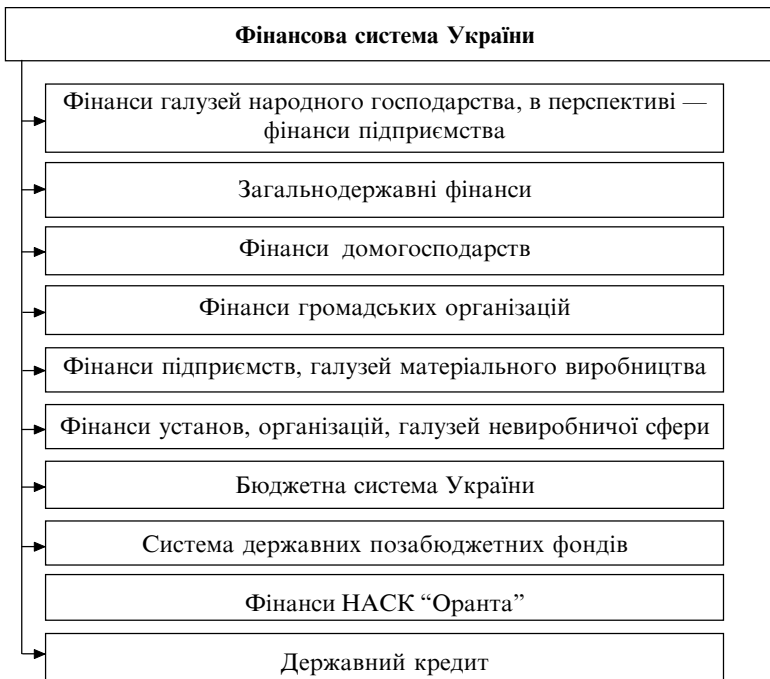 Фінансова система України
Фінанси галузей народного господарства, в перспективі —
фінанси підприємства
Загальнодержавні фінанси
Фінанси домогосподарств
Фінанси громадських організацій
Фінанси підприємств, галузей матеріального виробництва
Фінанси установ, організацій, галузей невиробничої сфери
Бюджетна система України
Система державних позабюджетних фондів
Фінанси НАСК “Оранта”
Державний кредит